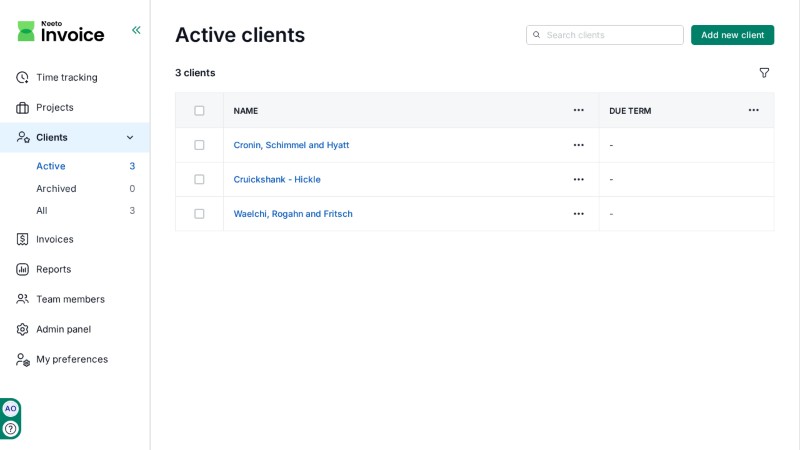 Neeto
Invoice
Time tracking
Projects
Clients
Active 3
Archived 0
All 3
Invoices
Reports
Team members
Admin panel
My preferences
AO
Active clients
Search clients
Add new client
3 clients
NAME DUE TERM
Cronin, Schimmel and Hyatt -
Cruickshank - Hickle -
Waelchi, Rogahn and Fritsch -